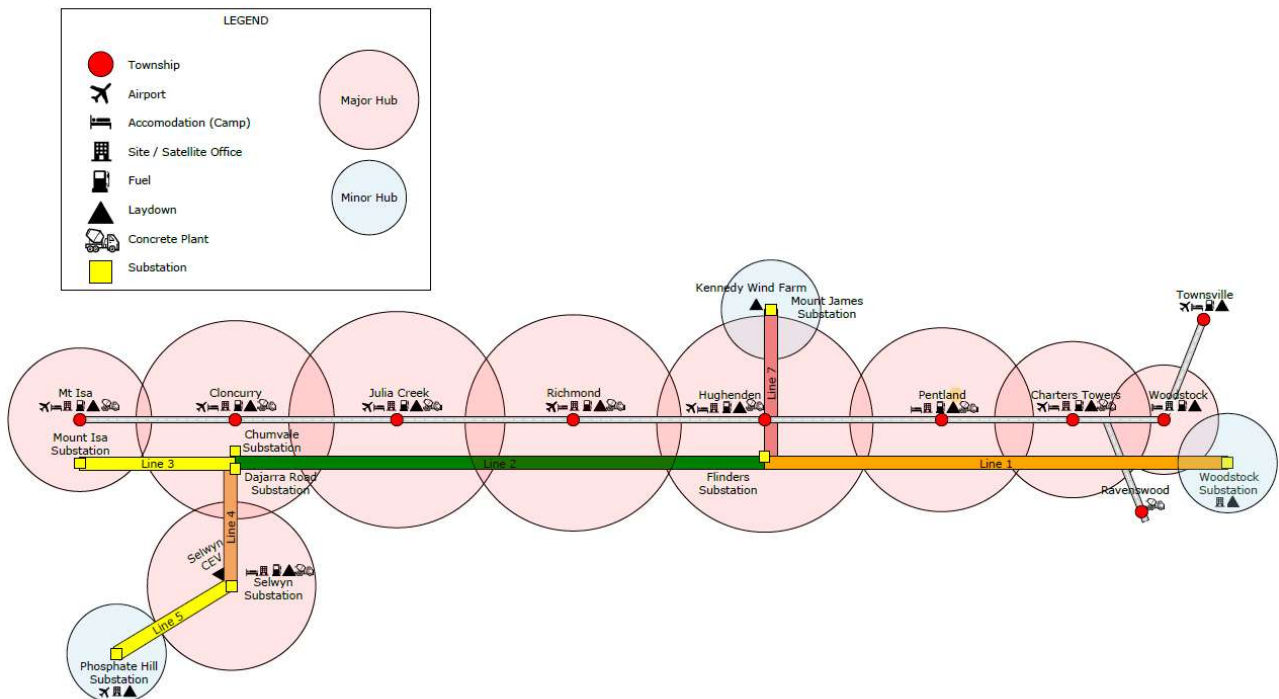 LEGEND
Township
Airport
Accomodation (Camp)
Site / Satellite Office
Fuel
Laydown
Concrete Plant
Substation
Major Hub
Minor Hub
Kennedy Wind Farm
Mount James
Substation
Townsville
Mt Isa
Cloncurry
Julia Creek
Richmond
Hughenden
Pentland
Charters Towers
Woodstock
Line 7
Mount Isa
Substation
Chumvale
Substation
Line 3
Line 2
Line 1
Dajarra Road
Substation
Flinders
Substation
Woodstock
Substation
Ravenswood
Line 4
Selwyn
CEV
Selwyn
Substation
Line 5
Phosphate Hill
Substation